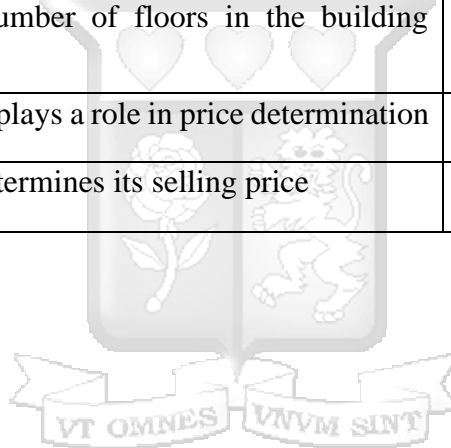 umber of floors in the building
plays a role in price determination
termines its selling price
VT OMNES VNVM SINT